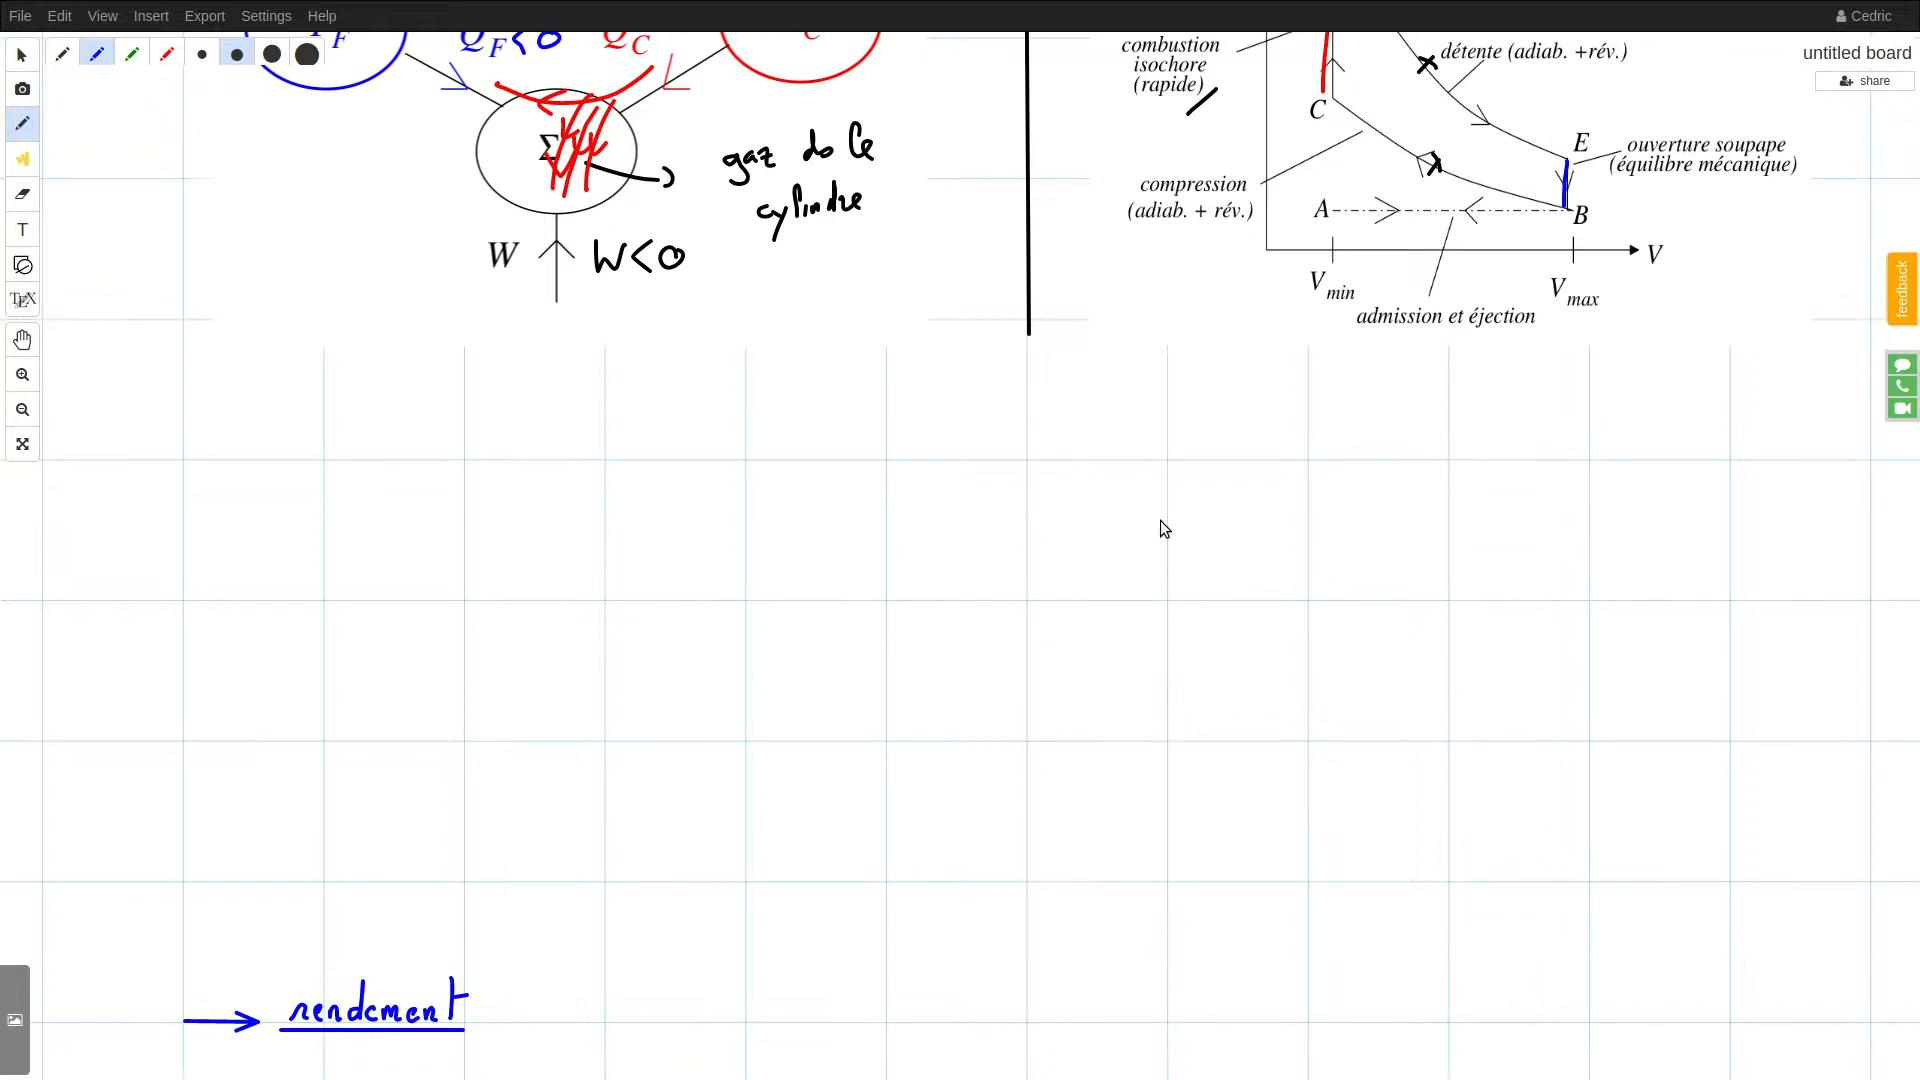 File Edit View Insert Export Settings Help
Cedric
untitled board
share
T
TEX
feedback
F
Q_F < 0
Q_C
C
Σ
gaz ds le
cylindre
W
W < 0
combustion
isochore
(rapide)
détente (adiab. +rév.)
C
E
ouverture soupape
(équilibre mécanique)
compression
(adiab. + rév.)
A
B
V
V_min
V_max
admission et éjection
→ rendement